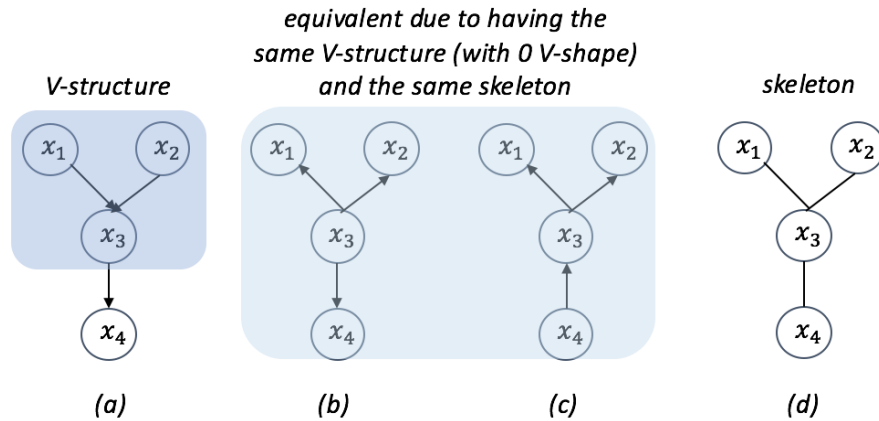 equivalent due to having the
same V-structure (with 0 V-shape)
and the same skeleton
V-structure
skeleton
x₁ x₂ x₁ x₂ x₁ x₂ x₁ x₂
x₃ x₃ x₃ x₃
x₄ x₄ x₄ x₄
(a) (b) (c) (d)